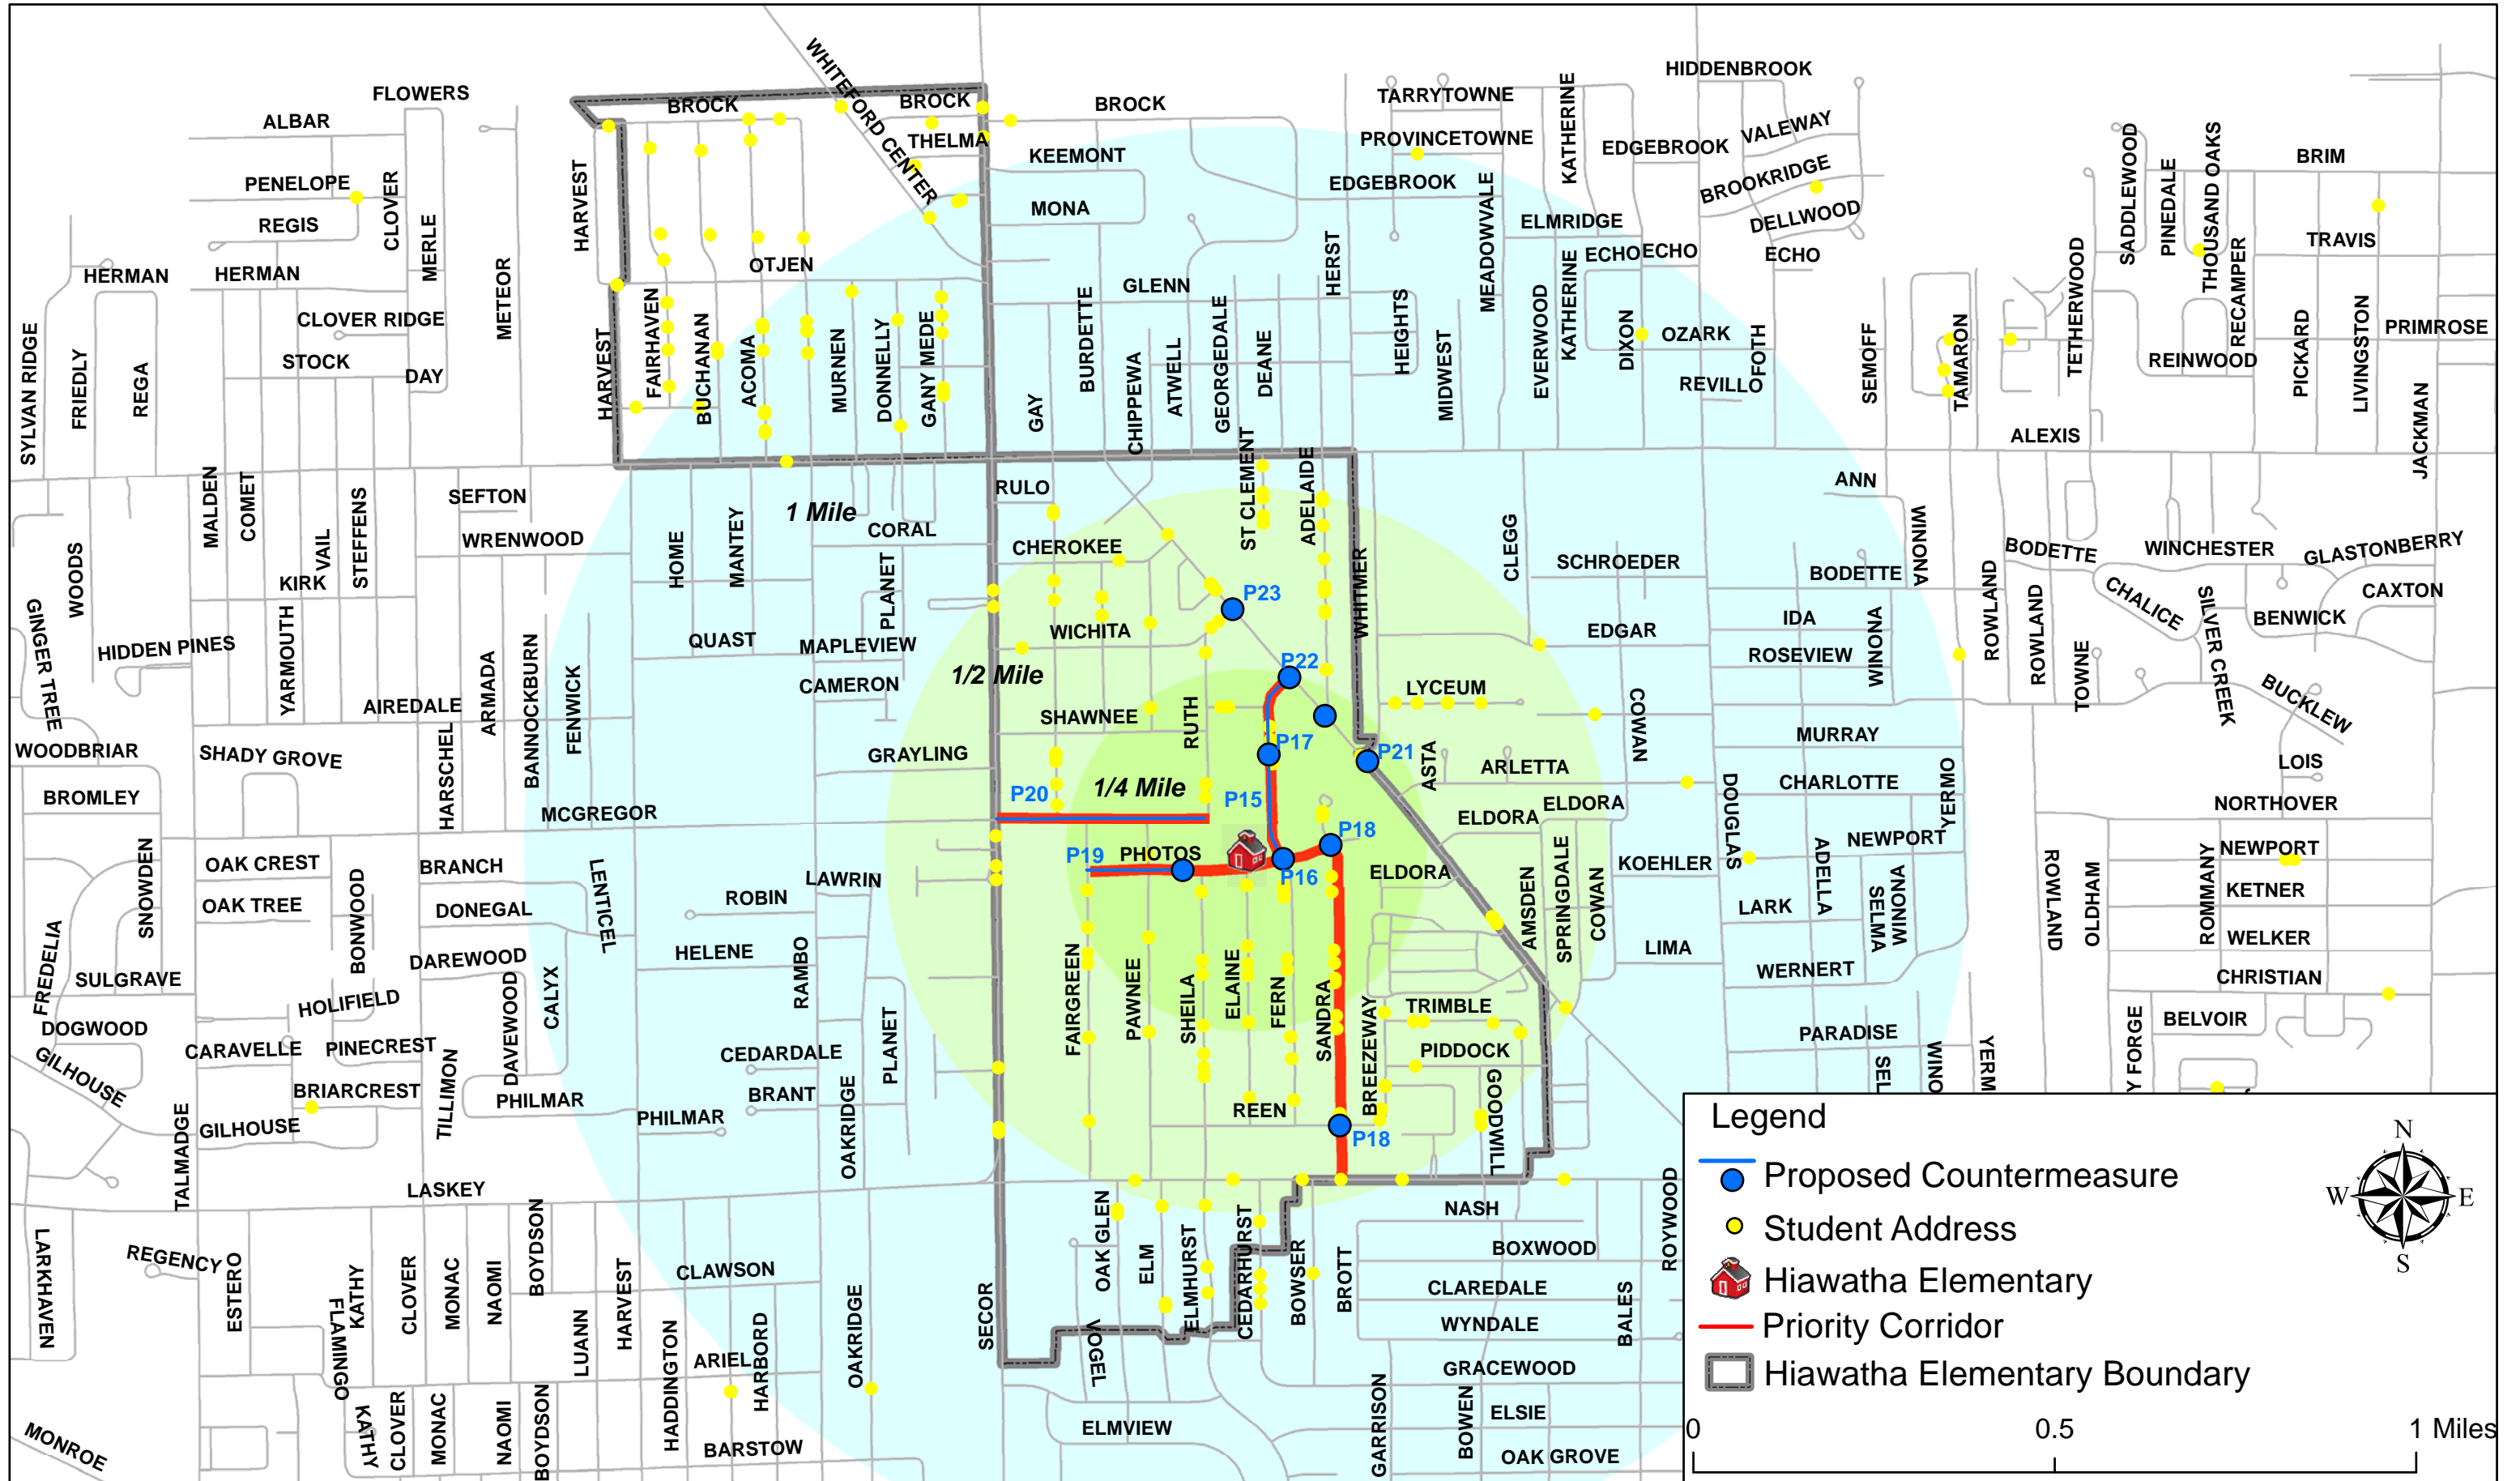 HIDDENBROOK
WHITEFORD CENTER
FLOWERS
BROCK
BROCK
BROCK
TARRYTOWNE
KATHERINE
ALBAR
THELMA
PROVINCETOWNE
EDGEBROOK
VALEWAY
SADDLEWOOD
PINEDALE
THOUSAND OAKS
BRIM
KEEMONT
PENELOPE
CLOVER
HARVEST
EDGEBROOK
MEADOWVALE
BROOKRIDGE
REGIS
MERLE
MONA
ELMRIDGE
DELLWOOD
HERMAN
HERMAN
METEOR
OTJEN
HERST
ECHO
ECHO
ECHO
TETHERWOOD
RECAMPER
TRAVIS
GLENN
KATHERINE
SYLVAN RIDGE
FRIEDLY
REGA
CLOVER RIDGE
STOCK
DAY
HARVEST
FAIRHAVEN
BUCHANAN
ACOMA
MURNEN
DONNELLY
GANY MEDE
GAY
BURDETTE
CHIPPEWA
ATWELL
GEORGEDALE
DEANE
HEIGHTS
MIDWEST
EVERWOOD
DIXON
OZARK
FOTH
REVILLO
SEMOFF
TAMARON
REINWOOD
PICKARD
LIVINGSTON
PRIMROSE
JACKMAN
ALEXIS
MALDEN
COMET
VAIL
STEFFENS
SEFTON
WRENWOOD
HOME
MANTEY
1 Mile
CORAL
RULO
ST CLEMENT
ADELAIDE
ANN
CLEGG
WINONA
WOODS
KIRK
YARMOUTH
PLANET
CHEROKEE
WHITMER
SCHROEDER
BODETTE
BODETTE
ROWLAND
ROWLAND
WINCHESTER
GLASTONBERRY
CAXTON
CHALICE
SILVER CREEK
BENWICK
P23
GINGER TREE
HIDDEN PINES
ARMADA
BANNOCKBURN
FENWICK
QUAST
MAPLEVIEW
WICHITA
EDGAR
IDA
WINONA
ROSEVIEW
TOWNE
BUCKLEW
CAMERON
1/2 Mile
P22
LYCEUM
COWAN
AIREDALE
HARSCHEL
SHAWNEE
RUTH
P17
P21
ASTA
MURRAY
WOODBRIAR
SHADY GROVE
GRAYLING
ARLETTA
DOUGLAS
CHARLOTTE
YERMO
LOIS
BROMLEY
MCGREGOR
P20
1/4 Mile
P15
ELDORA
ELDORA
NORTHOVER
SNOWDEN
OAK CREST
BONWOOD
BRANCH
LENTICEL
LAWRIN
P19
PHOTOS
P18
P16
ELDORA
AMSDEN
SPRINGDALE
COWAN
KOEHLER
ADELLA
NEWPORT
NEWPORT
ROMMANY
KETNER
OAK TREE
DONEGAL
ROBIN
LARK
SELMA
ANONIM
ROWLAND
OLDHAM
WELKER
FREDELIA
SULGRAVE
DAREWOOD
HELENE
RAMBO
LIMA
WERNERT
CHRISTIAN
HOLIFIELD
DAVEWOOD
CALYX
FAIRGREEN
PAWNEE
SHEILA
ELAINE
FERN
SANDRA
BREEZEWAY
TRIMBLE
DOGWOOD
CARAVELLE
PINECREST
PLANET
PARADISE
BELVOIR
Y FORGE
GILHOUSE
CEDARDALE
PIDDOCK
SEL
WINO
YERM
BRIARCREST
TILLIMON
PHILMAR
BRANT
OAKRIDGE
REEN
GOODWILL
TALMADGE
GILHOUSE
PHILMAR
P18
LASKEY
ROYWOOD
LARKHAVEN
REGENCY
ESTERO
KATHY
FLAMINGO
CLOVER
MONAC
NAOMI
BOYDSON
LUANN
HARVEST
CLAWSON
OAKRIDGE
SECOR
OAK GLEN
ELM
ELMHURST
CEDARHURST
BOWSER
BROTT
NASH
BOXWOOD
CLAREDALE
WYNDALE
BALES
HADDINGTON
ARIEL
HARBORD
VOGEL
GRACEWOOD
KATHY
CLOVER
MONAC
NAOMI
BOYDSON
MONROE
BARSTOW
ELMVIEW
GARRISON
BOWEN
ELSIE
OAK GROVE
Legend
Proposed Countermeasure
Student Address
Hiawatha Elementary
Priority Corridor
Hiawatha Elementary Boundary
N
W
E
S
0
0.5
1 Miles